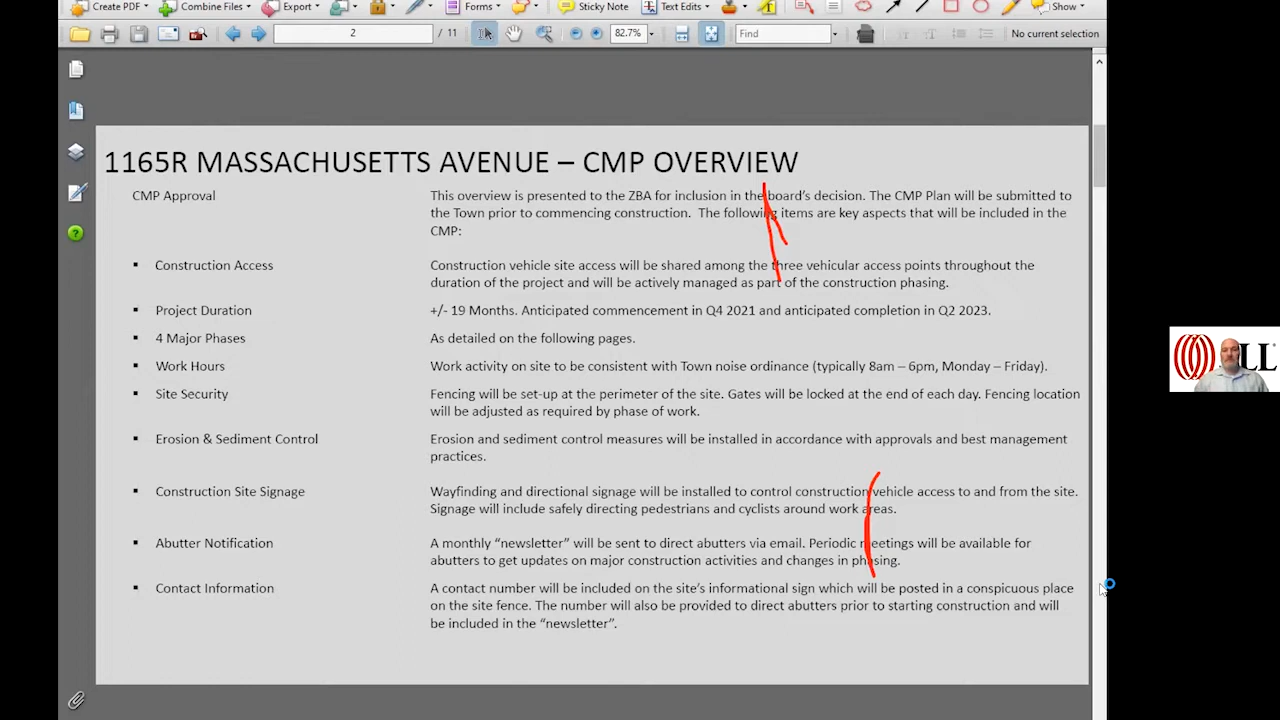 Create PDF Combine Files Export Forms Sticky Note Text Edits Show
2 / 11 82.7% Find No current selection
1165R MASSACHUSETTS AVENUE – CMP OVERVIEW
CMP Approval This overview is presented to the ZBA for inclusion in the board's decision. The CMP Plan will be submitted to
the Town prior to commencing construction. The following items are key aspects that will be included in the
CMP:
▪ Construction Access Construction vehicle site access will be shared among the three vehicular access points throughout the
duration of the project and will be actively managed as part of the construction phasing.
▪ Project Duration +/- 19 Months. Anticipated commencement in Q4 2021 and anticipated completion in Q2 2023.
▪ 4 Major Phases As detailed on the following pages.
▪ Work Hours Work activity on site to be consistent with Town noise ordinance (typically 8am – 6pm, Monday – Friday).
▪ Site Security Fencing will be set-up at the perimeter of the site. Gates will be locked at the end of each day. Fencing location
will be adjusted as required by phase of work.
▪ Erosion & Sediment Control Erosion and sediment control measures will be installed in accordance with approvals and best management
practices.
▪ Construction Site Signage Wayfinding and directional signage will be installed to control construction vehicle access to and from the site.
Signage will include safely directing pedestrians and cyclists around work areas.
▪ Abutter Notification A monthly “newsletter” will be sent to direct abutters via email. Periodic meetings will be available for
abutters to get updates on major construction activities and changes in phasing.
▪ Contact Information A contact number will be included on the site's informational sign which will be posted in a conspicuous place
on the site fence. The number will also be provided to direct abutters prior to starting construction and will
be included in the “newsletter”.